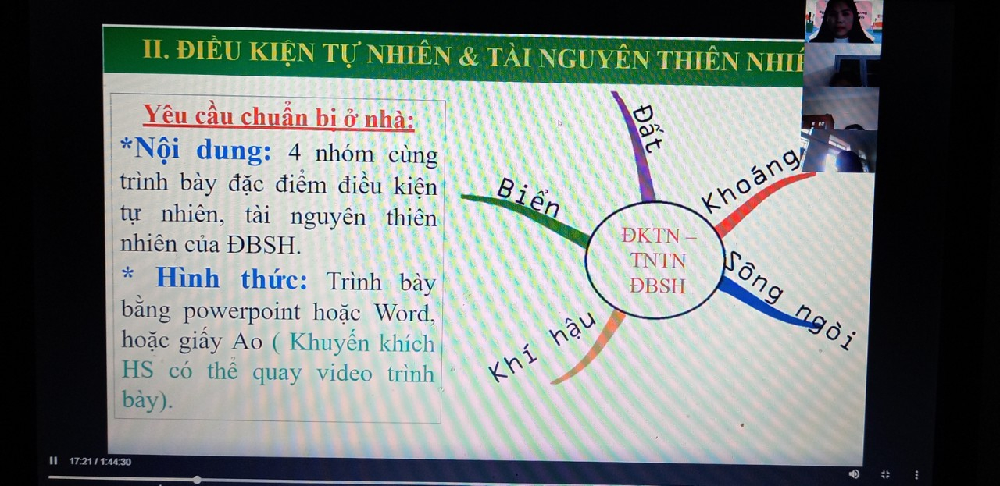 II. ĐIỀU KIỆN TỰ NHIÊN & TÀI NGUYÊN THIÊN
Yêu cầu chuẩn bị ở nhà:
*Nội dung: 4 nhóm cùng
trình bày đặc điểm điều kiện
tự nhiên, tài nguyên thiên
nhiên của ĐBSH.
* Hình thức: Trình bày
bằng powerpoint hoặc Word,
hoặc giấy Ao ( Khuyến khích
HS có thể quay video trình
bày).
Đất
Biển
Khoáng
ĐKTN –
TNTN
ĐBSH
Sông ngòi
Khí hậu
17:21 / 1:44:30